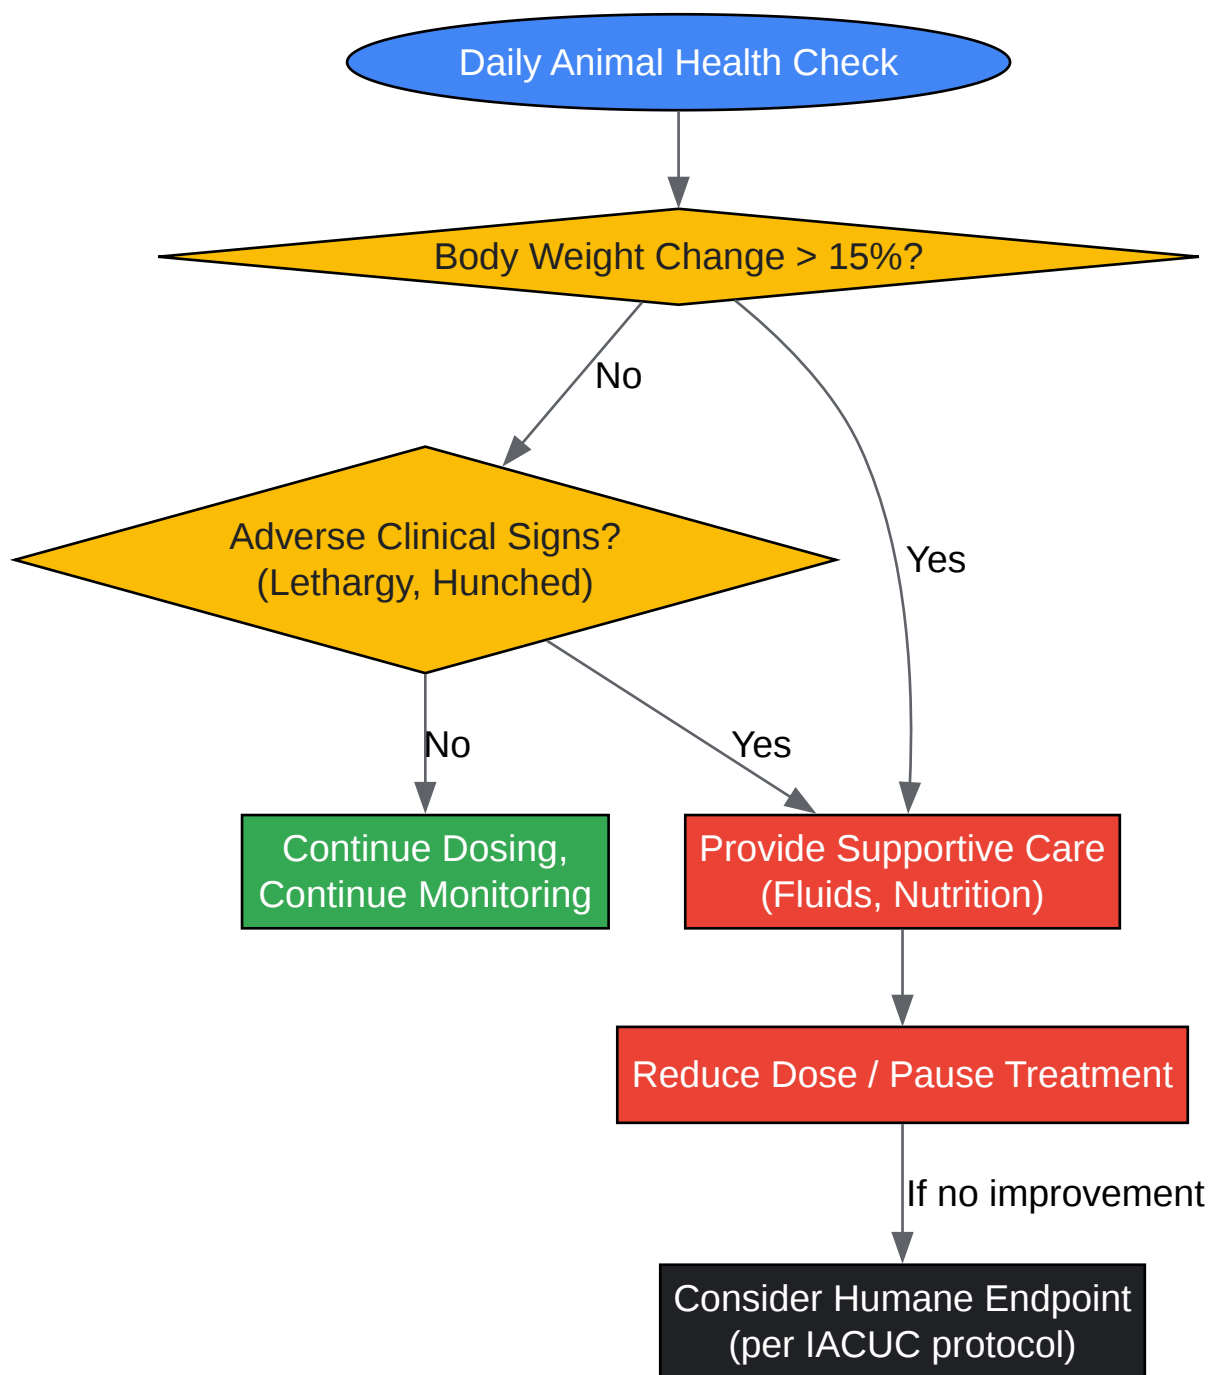 Daily Animal Health Check
Body Weight Change > 15%?
No
Adverse Clinical Signs?
(Lethargy, Hunched)
Yes
No
Yes
Continue Dosing,
Continue Monitoring
Provide Supportive Care
(Fluids, Nutrition)
Reduce Dose / Pause Treatment
If no improvement
Consider Humane Endpoint
(per IACUC protocol)